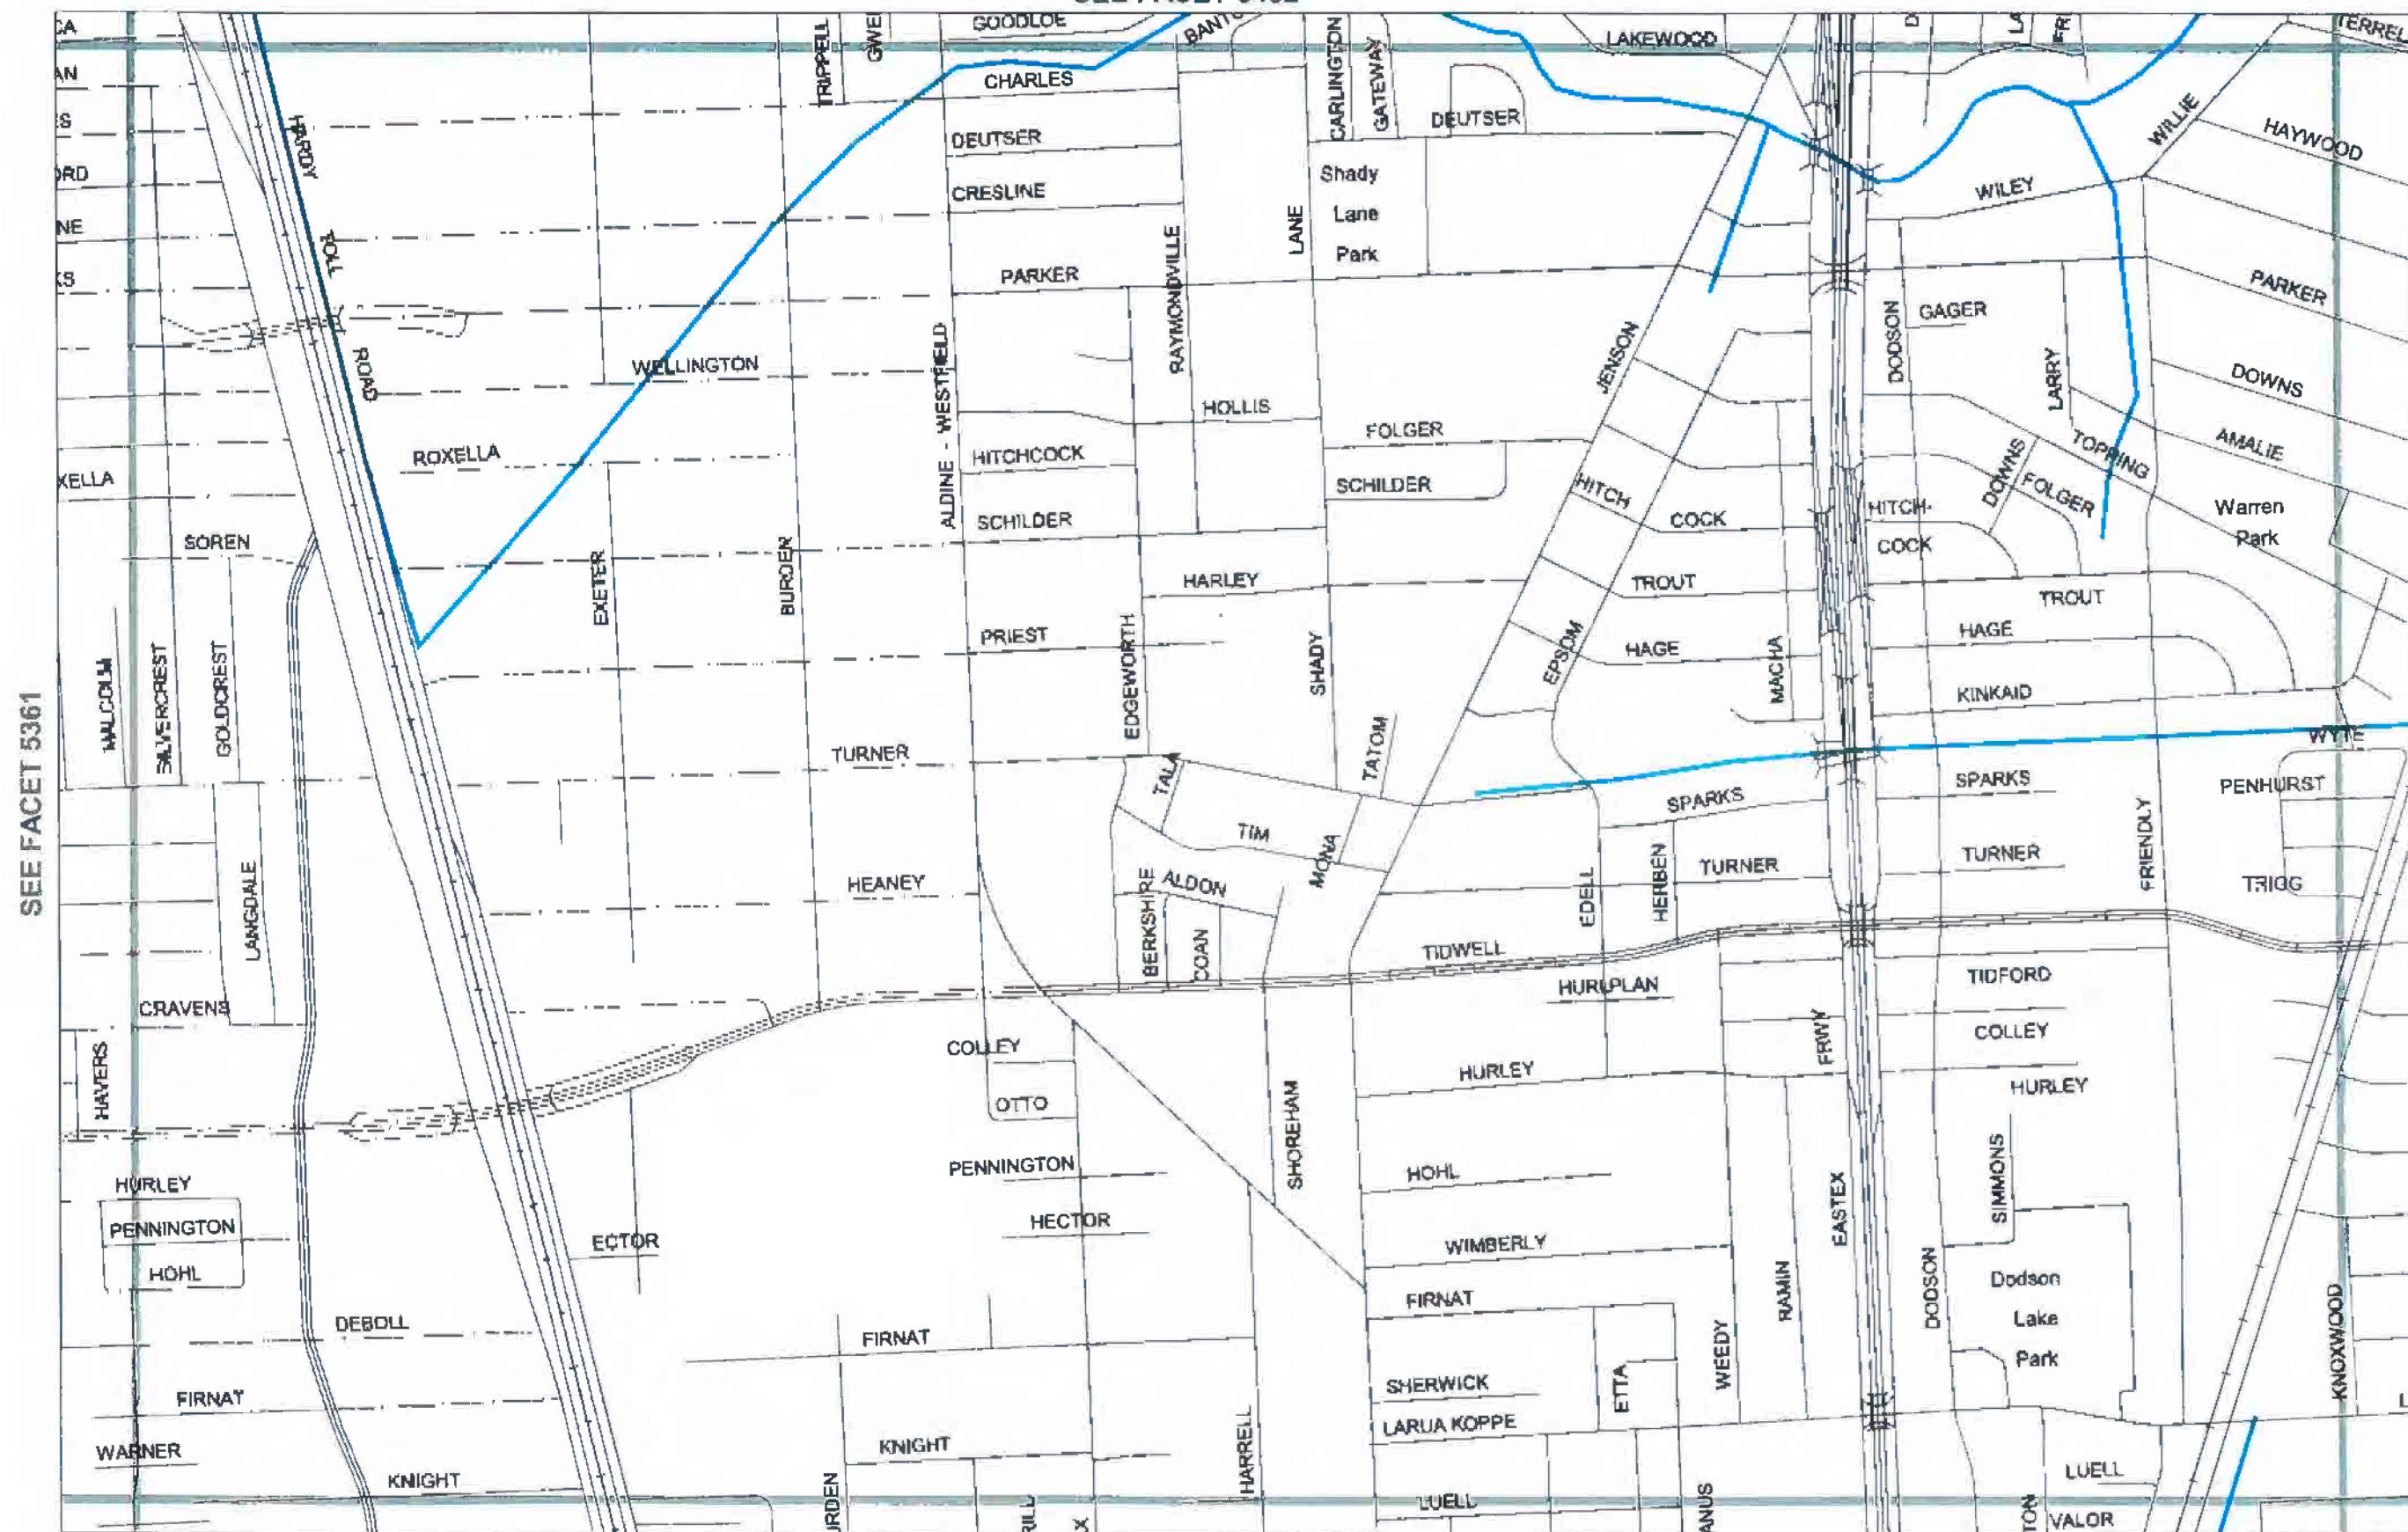 GOODLOE
LAKEWOOD
TRIPPELL
CHARLES
CARLINGTON
GATEWAY
DEUTSER
HARDY
DEUTSER
WILLIE
HAYWOOD
Shady
Lane
Park
CRESLINE
WILEY
TOLL
LANE
PARKER
RAYMONDVILLE
PARKER
GAGER
DODSON
JENSON
ROAD
WELLINGTON
ALDINE - WESTFIELD
LARRY
DOWNS
HOLLIS
FOLGER
AMALIE
ROXELLA
HITCHCOCK
TOPPING
DOWNS
FOLGER
XELLA
SCHILDER
HITCH
COCK
HITCH-
COCK
Warren
Park
SCHILDER
SOREN
EXETER
BURDEN
HARLEY
TROUT
TROUT
PRIEST
EDGEWORTH
SHADY
EPSOM
HAGE
MACHA
HAGE
MALCOLM
SILVERCREST
GOLDCREST
KINKAID
SEE FACET 5361
TURNER
TATOM
WYTE
TALA
SPARKS
SPARKS
PENHURST
TIM
MONA
FRIENDLY
LANGDALE
HEANEY
BERKSHIRE
ALDON
COAN
EDELL
HERBEN
TURNER
TURNER
TRIGG
TIDWELL
HURLPLAN
TIDFORD
CRAVENS
COLLEY
FRWY
COLLEY
HAVERS
OTTO
SHOREHAM
HURLEY
HURLEY
HURLEY
PENNINGTON
HOHL
SIMMONS
PENNINGTON
HECTOR
ECTOR
WIMBERLY
EASTEX
HOHL
DODSON
Dodson
Lake
Park
RAMIN
FIRNAT
DEBOLL
FIRNAT
WEEDY
KNOXWOOD
FIRNAT
SHERWICK
ETTA
LARUA KOPPE
WARNER
KNIGHT
KNIGHT
HARRELL
LUELL
LUELL
URDEN
RILL
X
ANUS
TON
VALOR